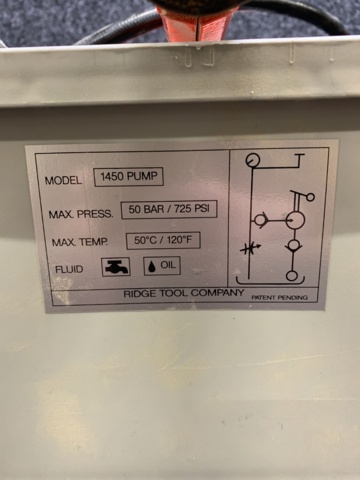 MODEL 1450 PUMP
MAX. PRESS. 50 BAR / 725 PSI
MAX. TEMP. 50°C / 120°F
FLUID OIL
RIDGE TOOL COMPANY PATENT PENDING